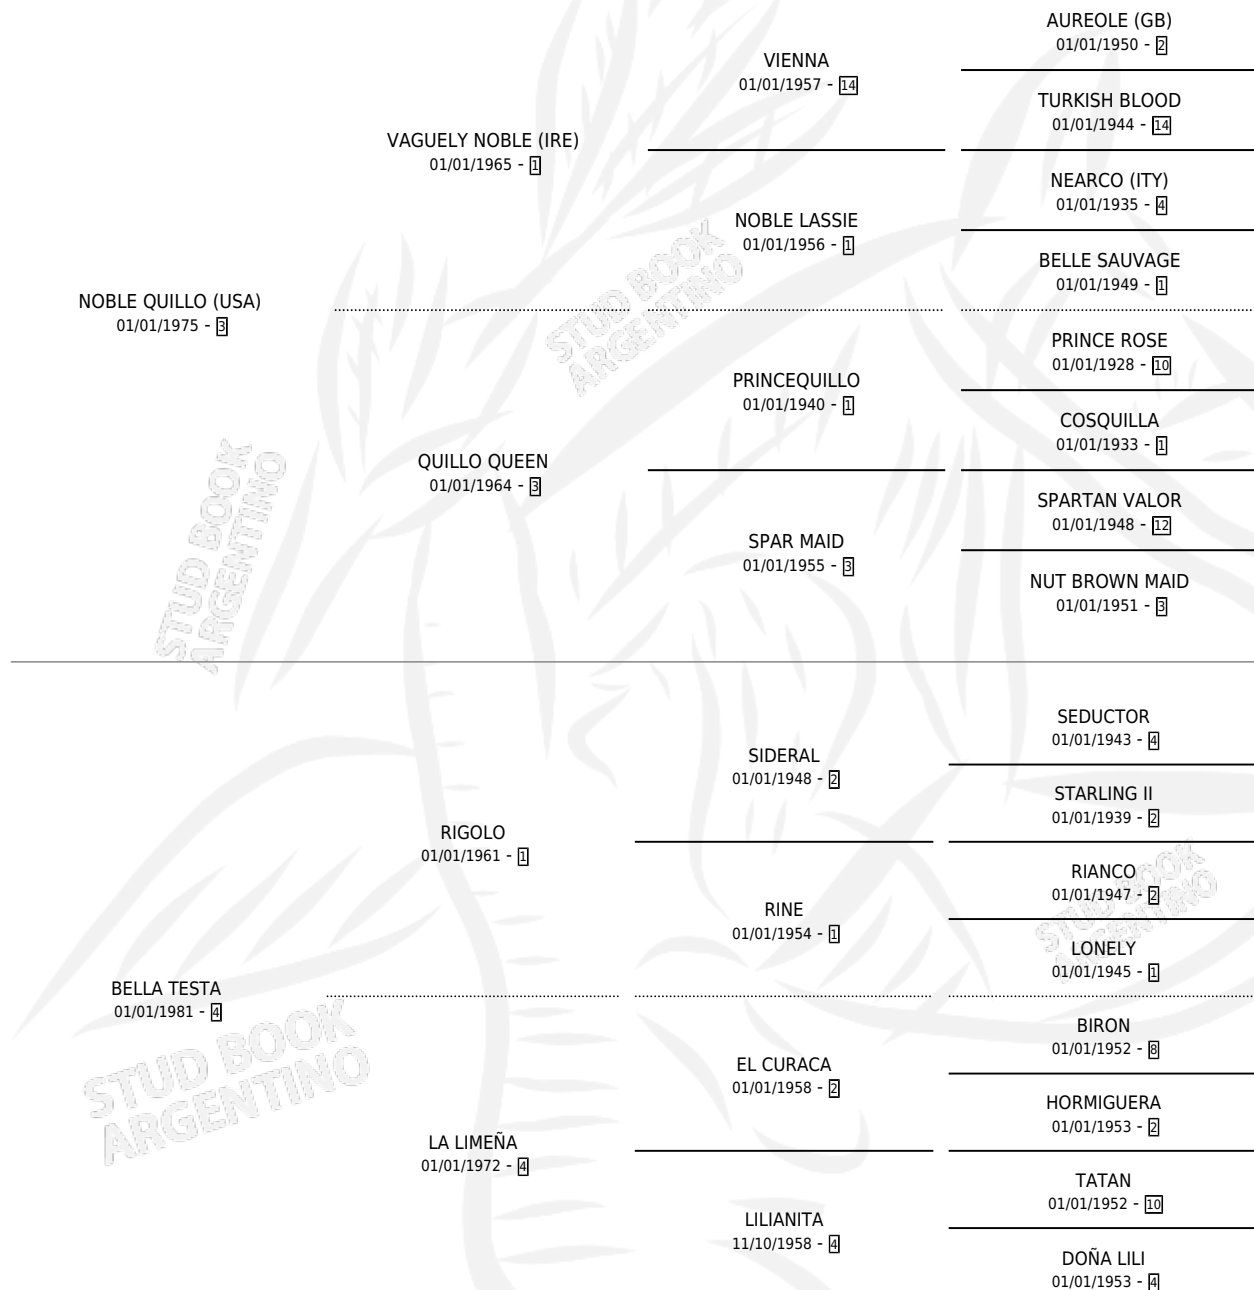 AUREOLE (GB)
01/01/1950 - 2
VIENNA
01/01/1957 - 14
TURKISH BLOOD
01/01/1944 - 14
VAGUELY NOBLE (IRE)
01/01/1965 - 1
NEARCO (ITY)
01/01/1935 - 4
NOBLE LASSIE
01/01/1956 - 1
BELLE SAUVAGE
01/01/1949 - 1
NOBLE QUILLO (USA)
01/01/1975 - 3
PRINCE ROSE
01/01/1928 - 10
PRINCEQUILLO
01/01/1940 - 1
COSQUILLA
01/01/1933 - 1
QUILLO QUEEN
01/01/1964 - 3
SPARTAN VALOR
01/01/1948 - 12
SPAR MAID
01/01/1955 - 3
NUT BROWN MAID
01/01/1951 - 3
STUD BOOK
ARGENTINO
STUD BOOK
ARGENTINO
SEDUCTOR
01/01/1943 - 4
SIDERAL
01/01/1948 - 2
STARLING II
01/01/1939 - 2
RIGOLO
01/01/1961 - 1
RIANCO
01/01/1947 - 2
RINE
01/01/1954 - 1
LONELY
01/01/1945 - 1
STUD BOOK
ARGENTINO
BELLA TESTA
01/01/1981 - 4
BIRON
01/01/1952 - 8
EL CURACA
01/01/1958 - 2
HORMIGUERA
01/01/1953 - 2
STUD BOOK
ARGENTINO
LA LIMEÑA
01/01/1972 - 4
TATAN
01/01/1952 - 10
LILIANITA
11/10/1958 - 4
DOÑA LILI
01/01/1953 - 4